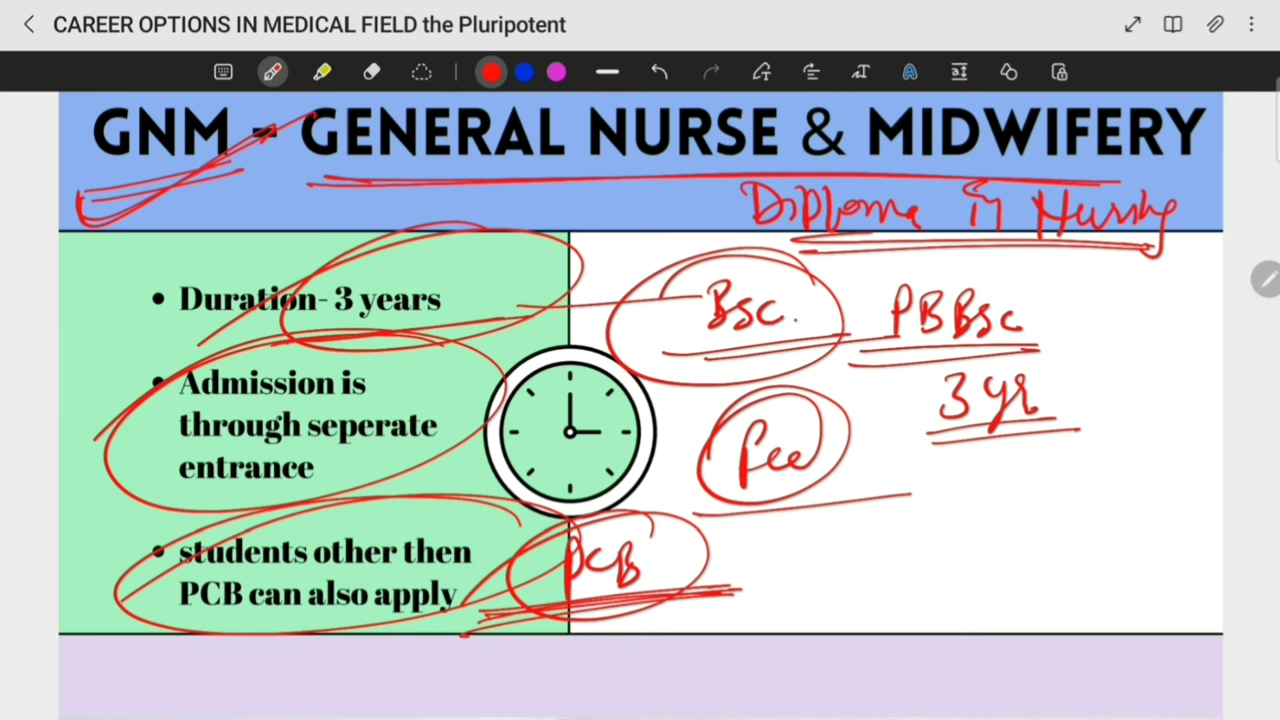 CAREER OPTIONS IN MEDICAL FIELD the Pluripotent
GNM - GENERAL NURSE & MIDWIFERY
Diploma in Nursing
• Duration- 3 years
• Admission is
through seperate
entrance
• students other then
PCB can also apply
Bsc. PBBsc
3 yr
Fee
PCB